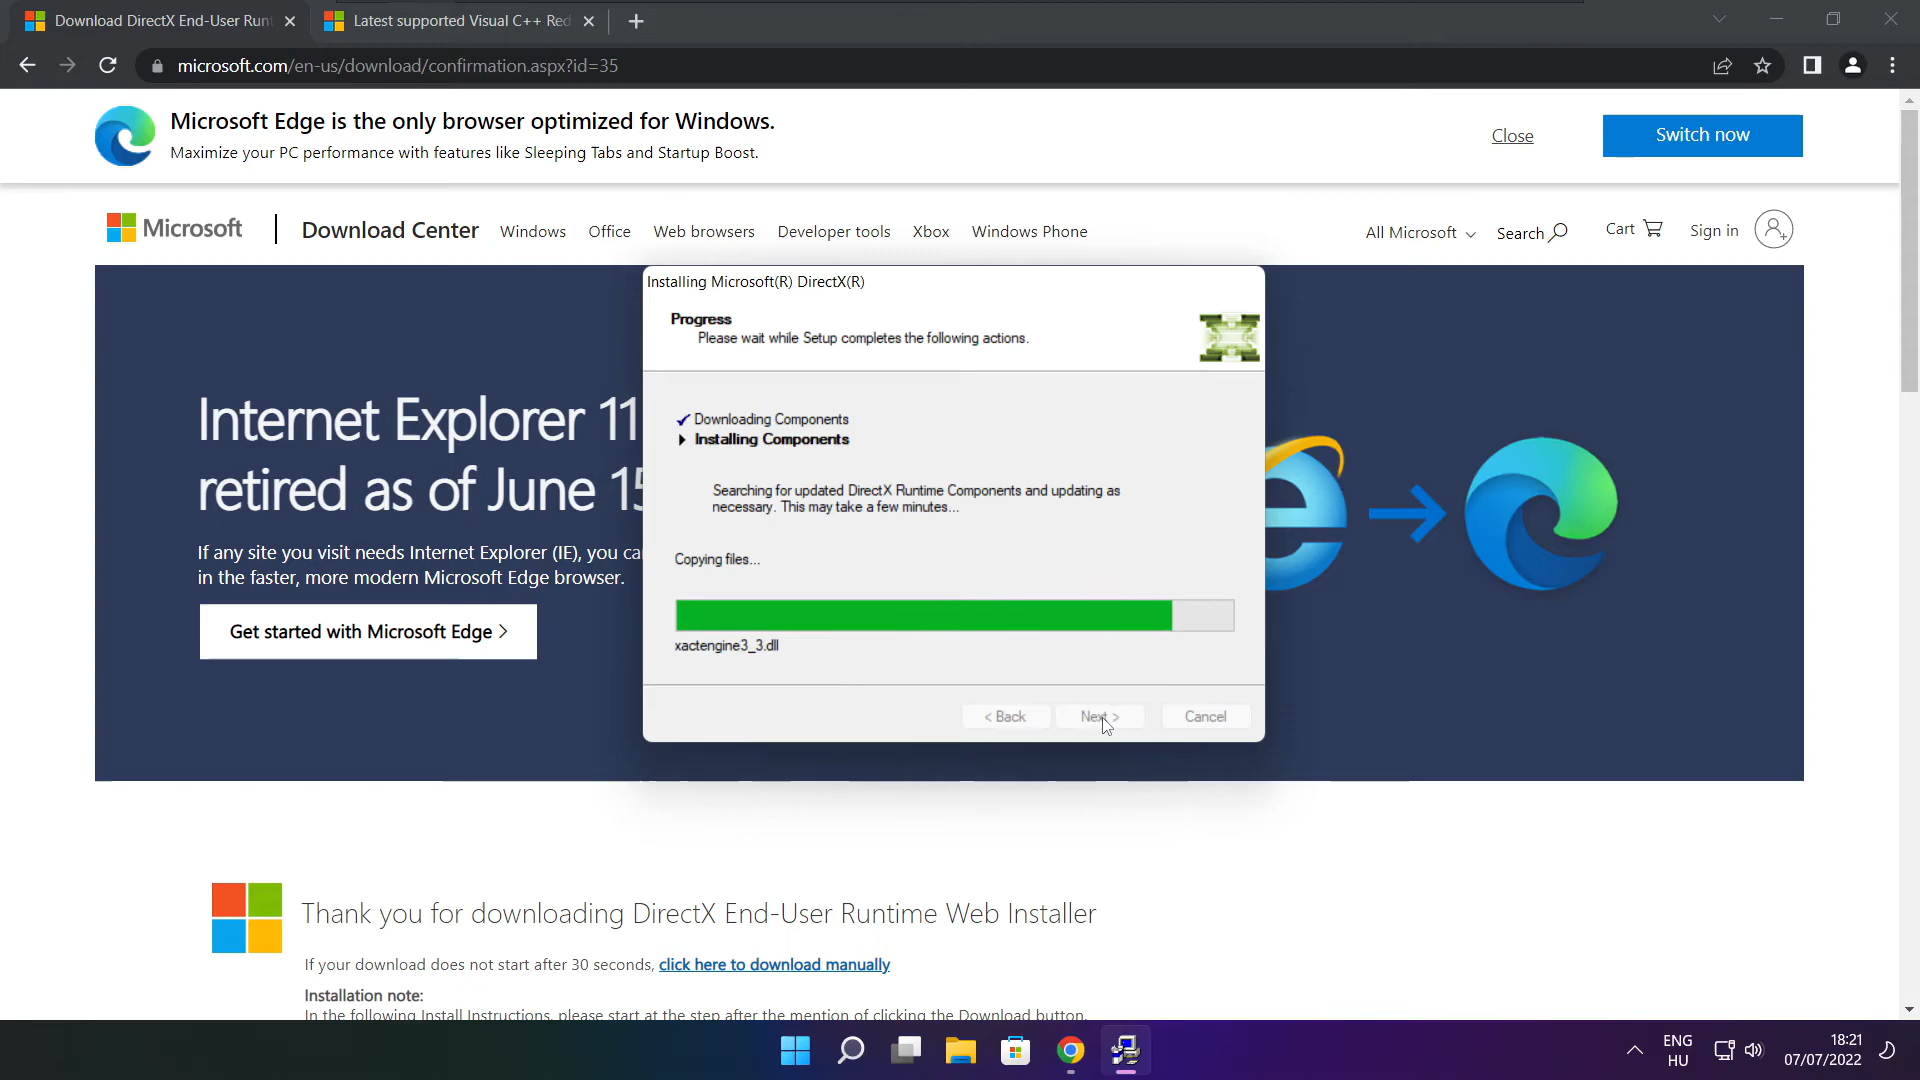 Download DirectX End-User Run
Latest supported Visual C++ Red
microsoft.com/en-us/download/confirmation.aspx?id=35
Microsoft Edge is the only browser optimized for Windows.
Maximize your PC performance with features like Sleeping Tabs and Startup Boost.
Close
Switch now
Microsoft
Download Center
Windows
Office
Web browsers
Developer tools
Xbox
Windows Phone
All Microsoft
Search
Cart
Sign in
Internet Explorer 11
retired as of June 15
If any site you visit needs Internet Explorer (IE), you ca
in the faster, more modern Microsoft Edge browser.
Get started with Microsoft Edge >
Installing Microsoft(R) DirectX(R)
Progress
Please wait while Setup completes the following actions.
Downloading Components
Installing Components
Searching for updated DirectX Runtime Components and updating as
necessary. This may take a few minutes...
Copying files...
xactengine3_3.dll
< Back
Next >
Cancel
Thank you for downloading DirectX End-User Runtime Web Installer
If your download does not start after 30 seconds, click here to download manually
Installation note:
In the following Install Instructions, please start at the step after the mention of clicking the Download button.
ENG
HU
18:21
07/07/2022